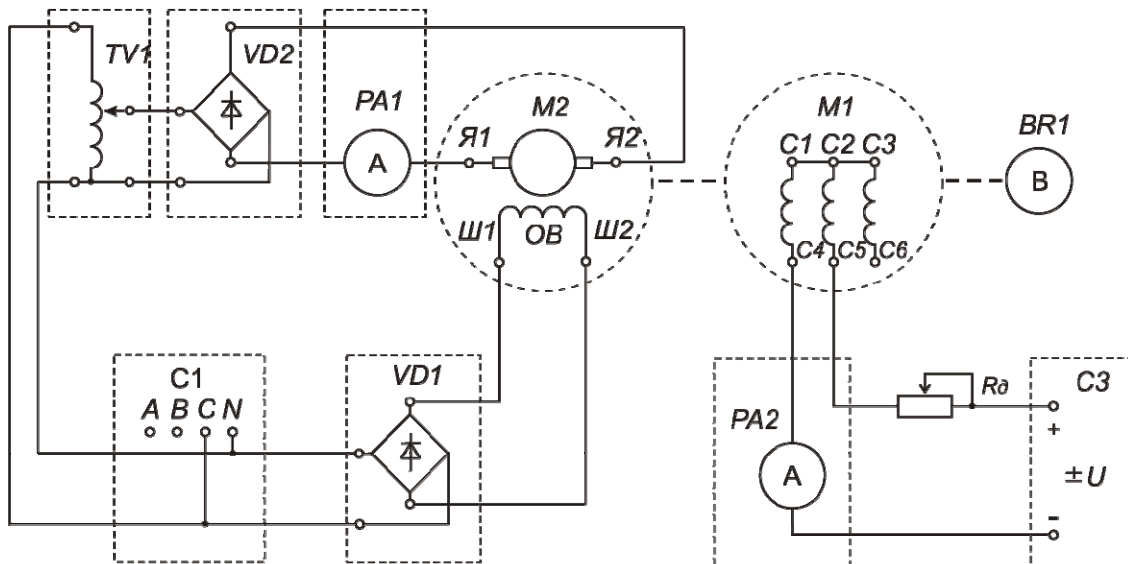 TV1
VD2
PA1
A
Я1
M2
Я2
Ш1
ОВ
Ш2
M1
C1 C2 C3
C4 C5 C6
BR1
B
C1
A B C N
VD1
PA2
A
Rд
C3
+
± U
-